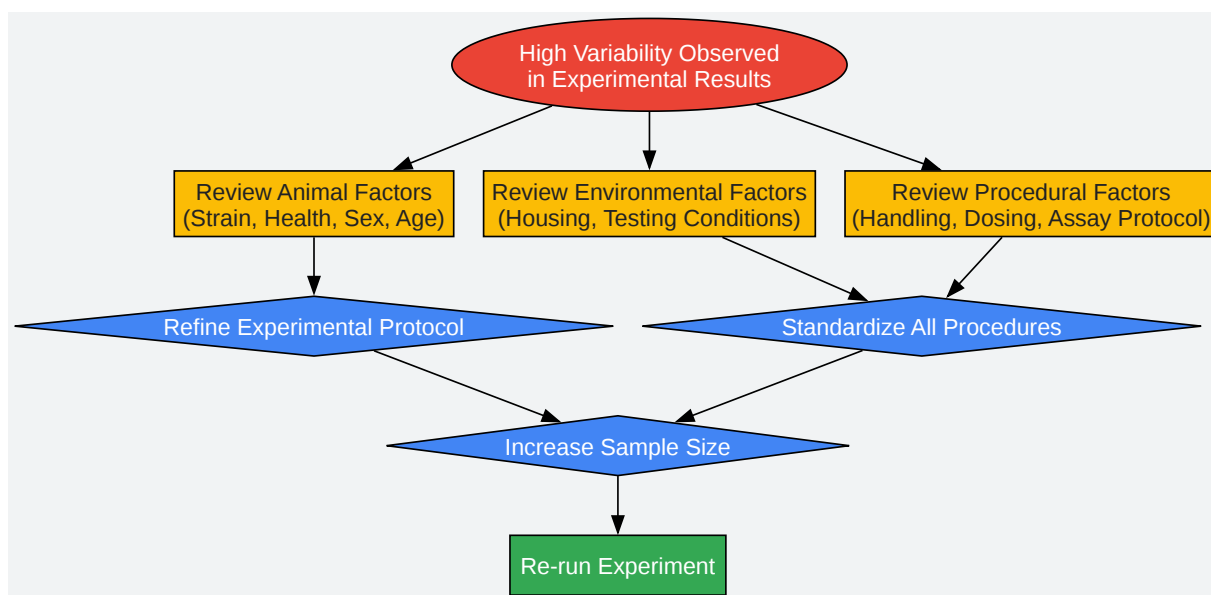 High Variability Observed
in Experimental Results
Review Animal Factors
(Strain, Health, Sex, Age)
Review Environmental Factors
(Housing, Testing Conditions)
Review Procedural Factors
(Handling, Dosing, Assay Protocol)
Refine Experimental Protocol
Standardize All Procedures
Increase Sample Size
Re-run Experiment